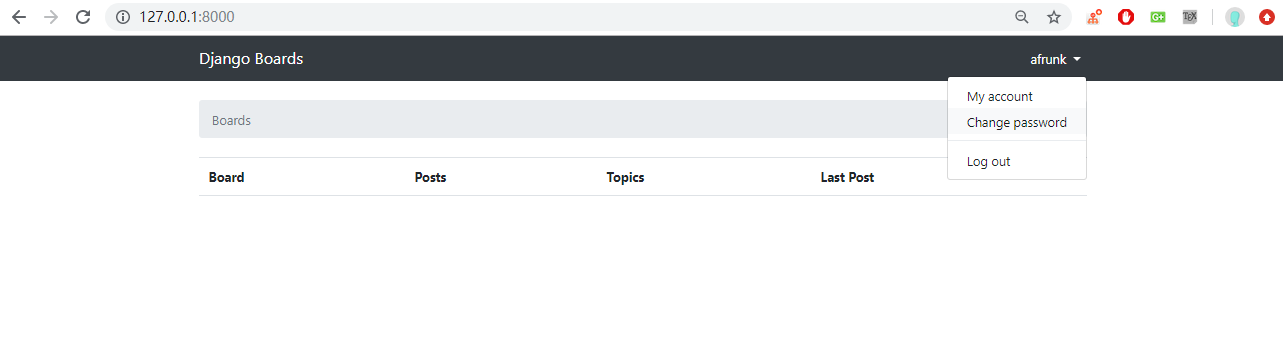 127.0.0.1:8000
G+
TEX
Django Boards afrunk
My account
Boards
Change password
Log out
Board Posts Topics Last Post